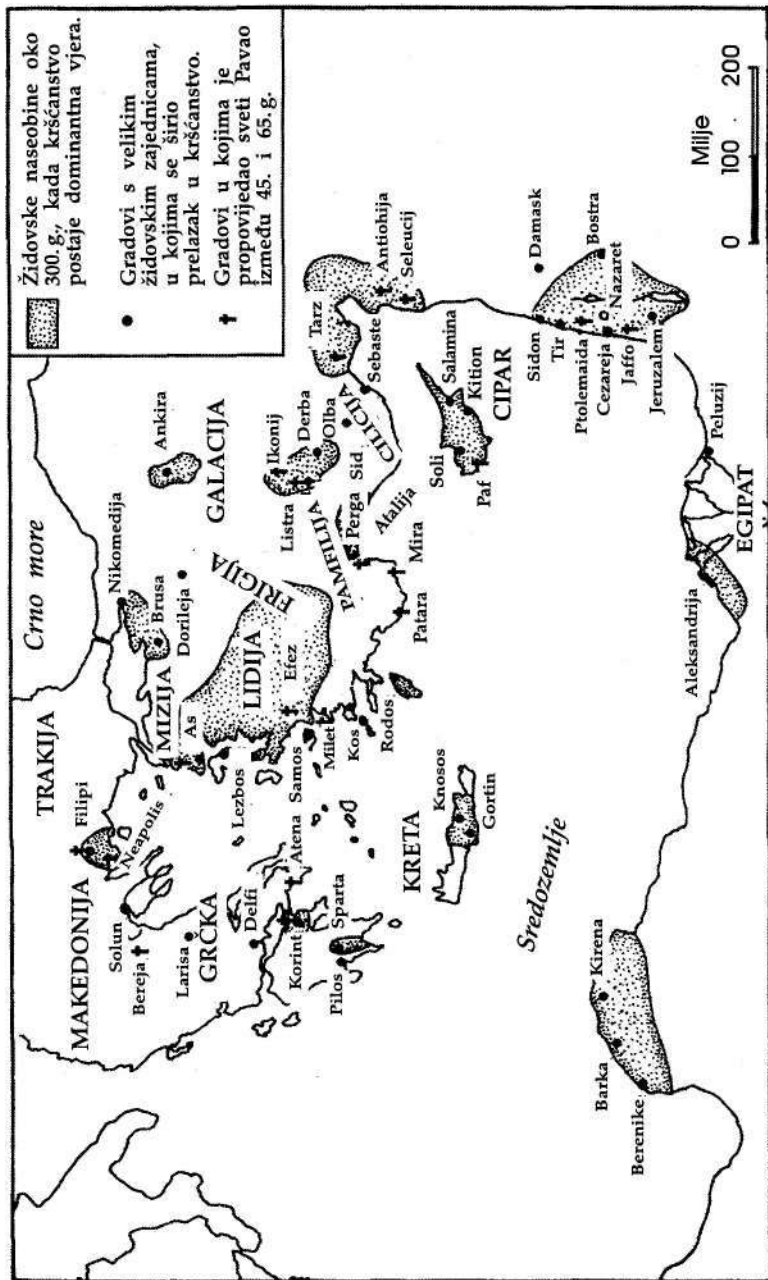 Židovske naseobine oko
300. g., kada kršćanstvo
postaje dominantna vjera.
Gradovi s velikim
židovskim zajednicama,
u kojima se širio
prelazak u kršćanstvo.
Gradovi u kojima je
propovijedao sveti Pavao
između 45. i 65. g.
Crno more
TRAKIJA
MAKEDONIJA
Filipi
Neapolis
Solun
Bereja
Larisa
GRCKA
Delfi
Atena
Korint
Sparta
Pilos
Nikomedija
Brusa
Dorileja
MIZIJA
As
Lezbos
LIDIJA
Efez
Samos
Milet
Kos
Rodos
FRIGIJA
GALACIJA
Ankira
Ikonij
Derba
Olba
Listra
PAMFILIJA
Perga
Sid.
Atalija
Mira
Patara
CILICIJA
Tarz
Sebaste
Antiohija
Seleucij
Salamina
Kition
CIPAR
Soli
Paf
Damask
Bostra
Sidon
Tir
Nazaret
Ptolemaida
Cezareja
Jaffo
Jeruzalem
Peluzij
EGIPAT
Aleksandrija
KRETA
Knosos
Gortin
Sredozemlje
Kirena
Barka
Berenike
Milje
0 100 200